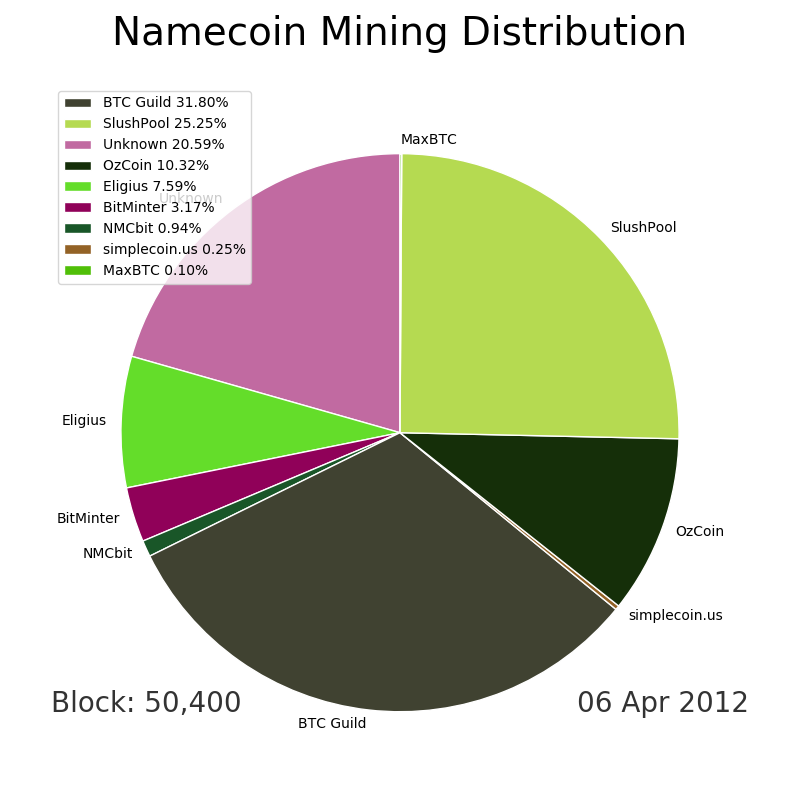 Namecoin Mining Distribution
BTC Guild 31.80%
SlushPool 25.25%
Unknown 20.59%
OzCoin 10.32%
Eligius 7.59%
BitMinter 3.17%
NMCbit 0.94%
simplecoin.us 0.25%
MaxBTC 0.10%
MaxBTC
Unknown
SlushPool
Eligius
BitMinter
OzCoin
NMCbit
simplecoin.us
Block: 50,400
06 Apr 2012
BTC Guild